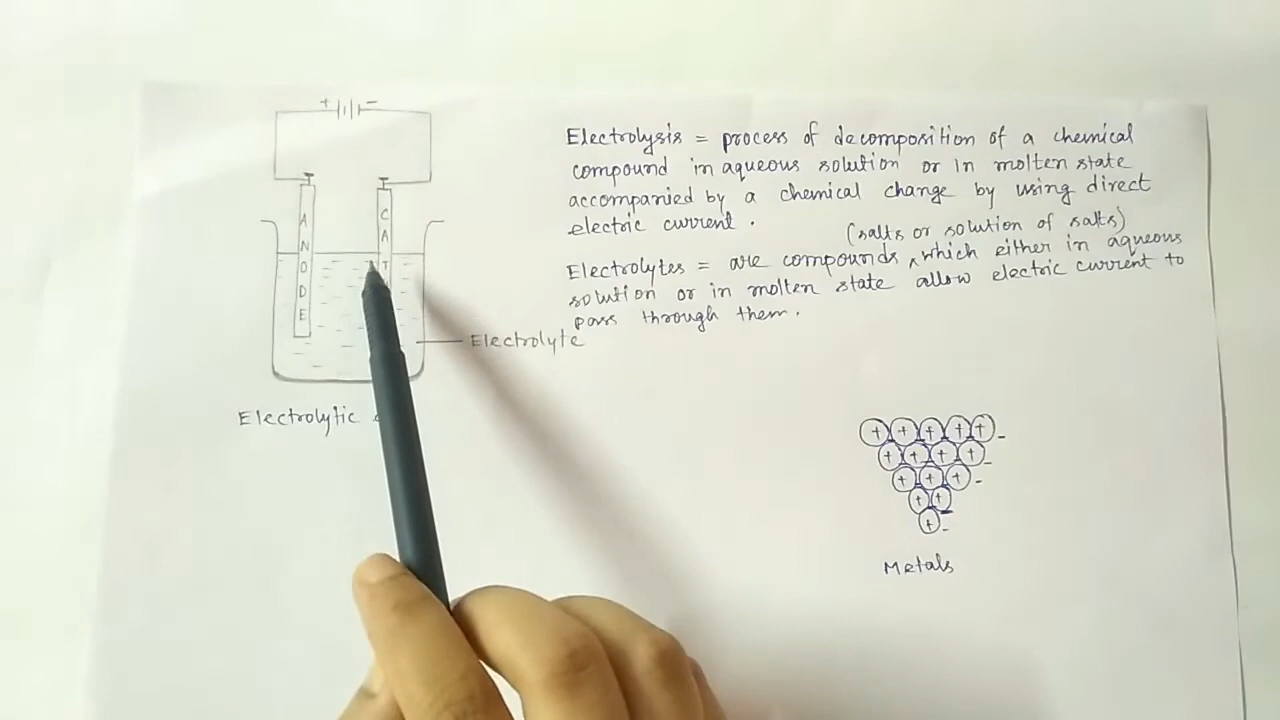 + −
ANODE
CAT
Electrolyte
Electrolytic
Electrolysis = process of decomposition of a chemical
compound in aqueous solution or in molten state
accompanied by a chemical change by using direct
electric current.
(salts or solution of salts)
Electrolytes = are compounds ^ which either in aqueous
solution or in molten state allow electric current to
pass through them.
+ + + + + -
+ + + + -
+ + + -
+ +
+ -
Metals